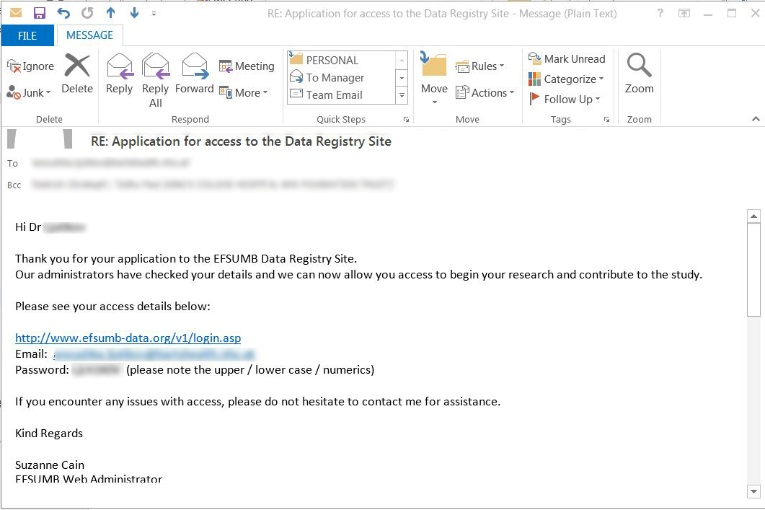 RE: Application for access to the Data Registry Site - Message (Plain Text)
?
FILE
MESSAGE
Ignore
Junk
Delete
Delete
Reply
Reply All
Forward
Meeting
More
Respond
PERSONAL
To Manager
Team Email
Quick Steps
Move
Rules
Actions
Move
Mark Unread
Categorize
Follow Up
Tags
Zoom
Zoom
RE: Application for access to the Data Registry Site
To
Bcc
Hi Dr
Thank you for your application to the EFSUMB Data Registry Site.
Our administrators have checked your details and we can now allow you access to begin your research and contribute to the study.
Please see your access details below:
http://www.efsumb-data.org/v1/login.asp
Email:
Password: (please note the upper / lower case / numerics)
If you encounter any issues with access, please do not hesitate to contact me for assistance.
Kind Regards
Suzanne Cain
EFSUMB Web Administrator